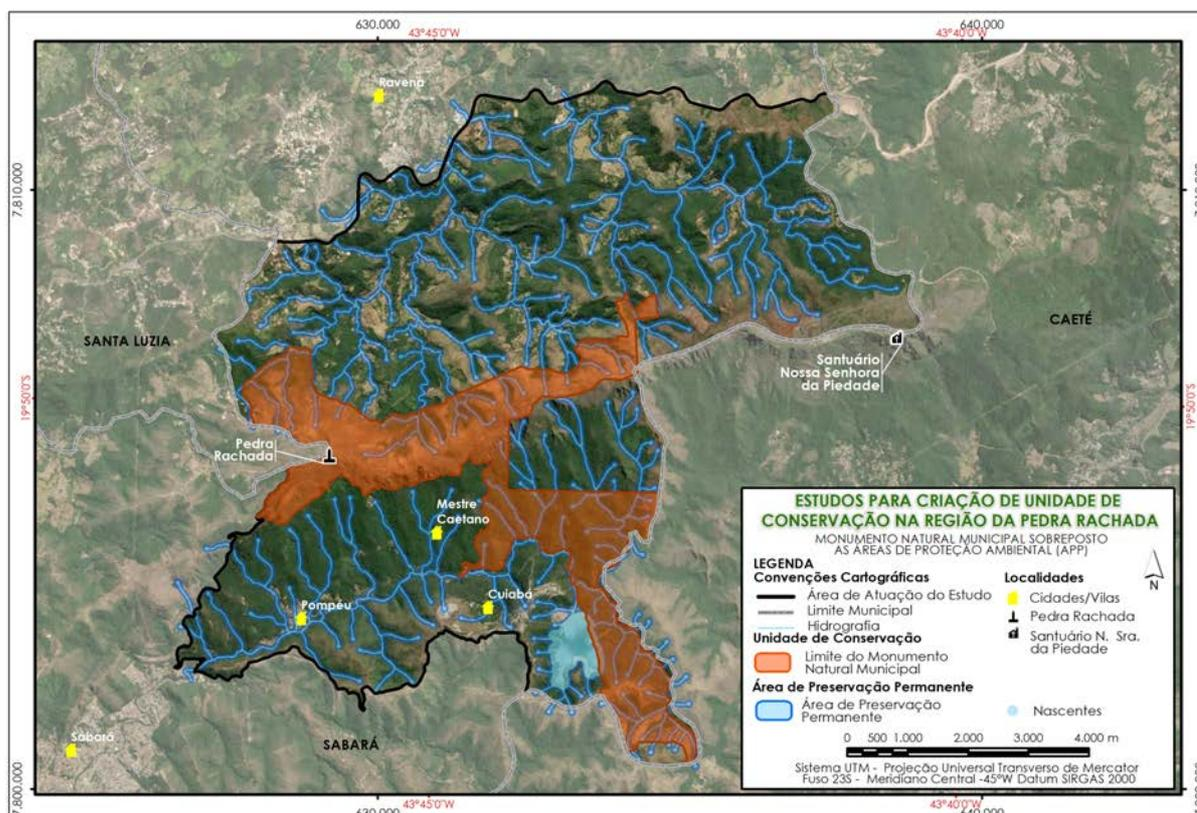 630.000
640.000
43°45'0"W
43°40'0"W
Ravena
7.810.000
SANTA LUZIA
CAETÉ
Santuário
Nossa Senhora
da Piedade
19°50'0"S
19°50'0"S
Pedra
Rachada
Mestre
Caetano
Cuiabá
Pompéu
Sabará
SABARÁ
ESTUDOS PARA CRIAÇÃO DE UNIDADE DE
CONSERVAÇÃO NA REGIÃO DA PEDRA RACHADA
MONUMENTO NATURAL MUNICIPAL SOBREPOSTO
AS ÁREAS DE PROTEÇÃO AMBIENTAL (APP)
LEGENDA
Convenções Cartográficas
Área de Atuação do Estudo
Limite Municipal
Hidrografia
Unidade de Conservação
Limite do Monumento
Natural Municipal
Área de Preservação Permanente
Área de Preservação
Permanente
Localidades
Cidades/Vilas
Pedra Rachada
Santuário N. Sra.
da Piedade
N
Nascentes
0 500 1.000 2.000 3.000 4.000 m
Sistema UTM - Projeção Universal Transverso de Mercator
Fuso 23S - Meridiano Central -45°W Datum SIRGAS 2000
7.800.000
43°45'0"W
43°40'0"W